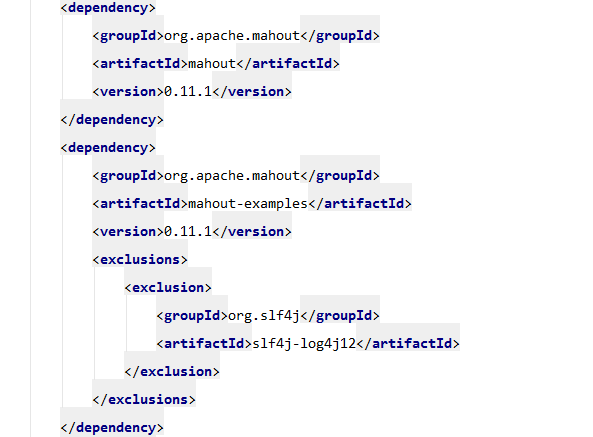 <dependency>
<groupId>org.apache.mahout</groupId>
<artifactId>mahout</artifactId>
<version>0.11.1</version>
</dependency>
<dependency>
<groupId>org.apache.mahout</groupId>
<artifactId>mahout-examples</artifactId>
<version>0.11.1</version>
<exclusions>
<exclusion>
<groupId>org.slf4j</groupId>
<artifactId>slf4j-log4j12</artifactId>
</exclusion>
</exclusions>
</dependency>